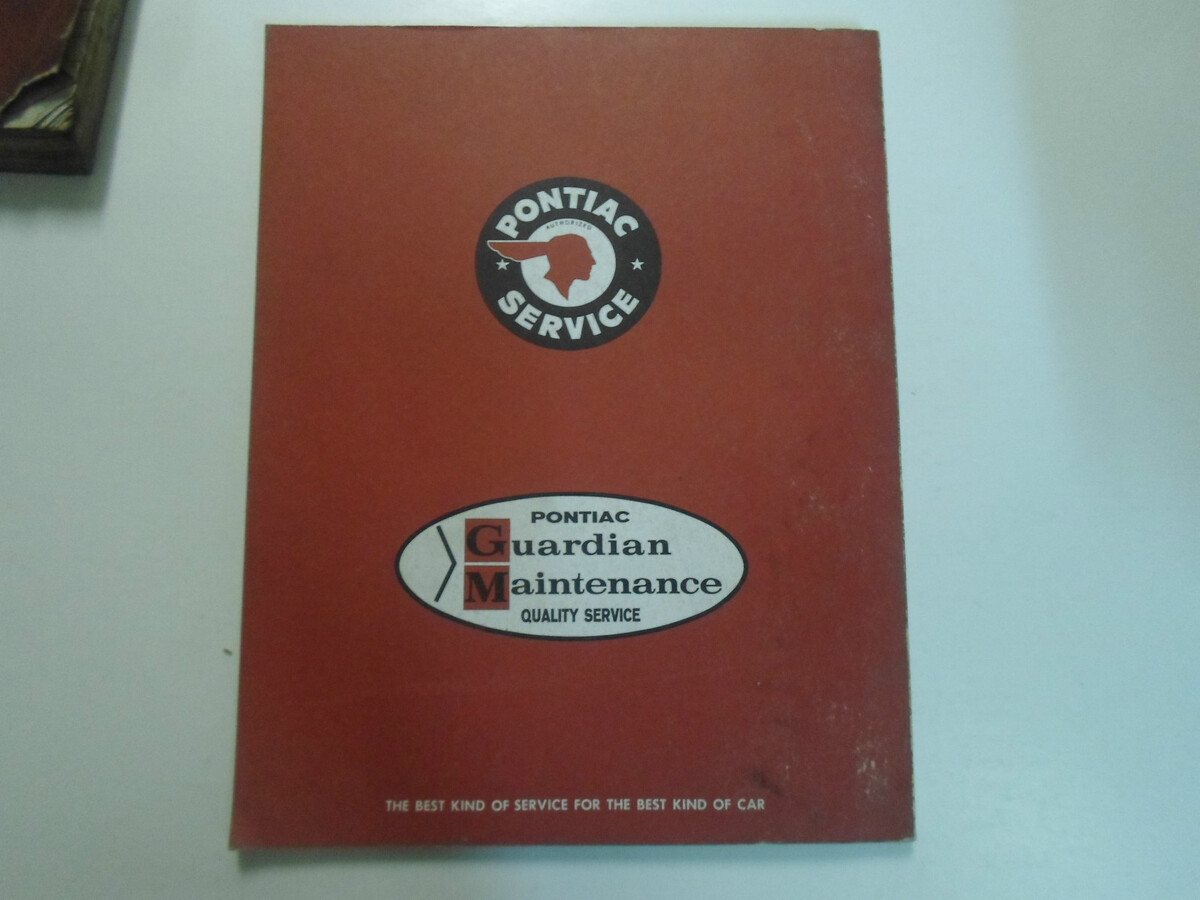 PONTIAC
AUTHORIZED
SERVICE
PONTIAC
Guardian
Maintenance
QUALITY SERVICE
THE BEST KIND OF SERVICE FOR THE BEST KIND OF CAR